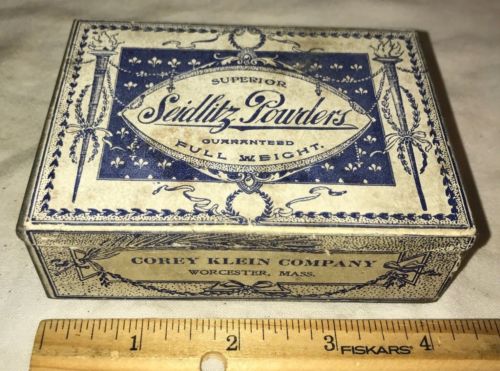 SUPERIOR
Seidlitz Powders
GUARANTEED
FULL WEIGHT.
COREY KLEIN COMPANY
WORCESTER, MASS.
1 2 3 4
FISKARS